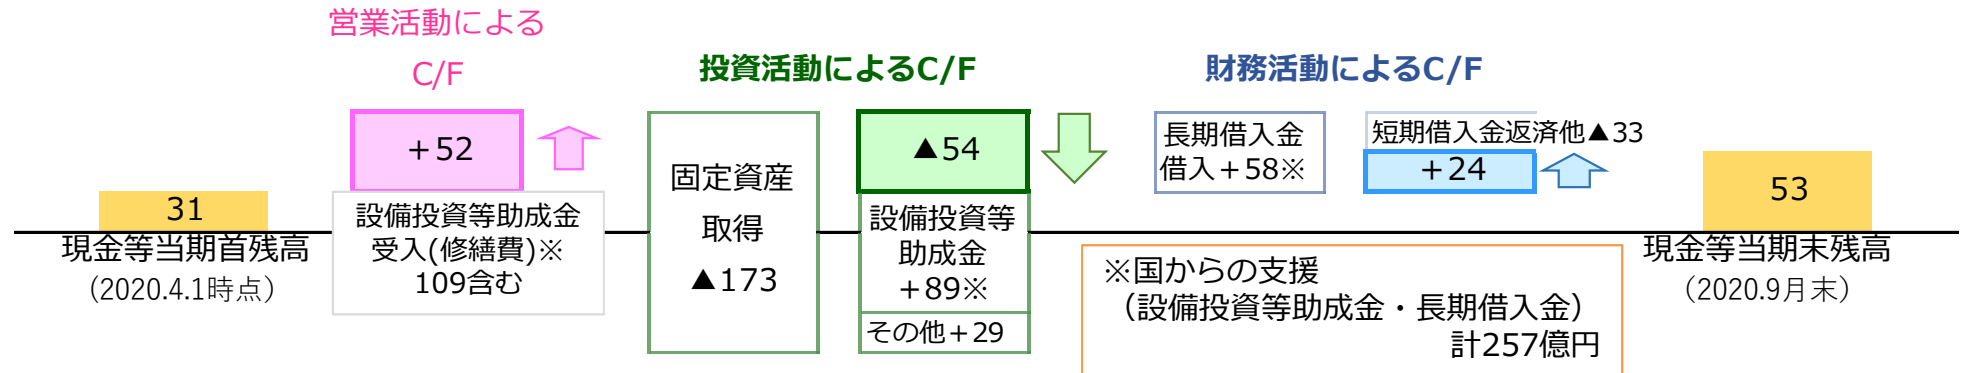 営業活動による
C/F
投資活動によるC/F
財務活動によるC/F
31
現金等当期首残高
（2020.4.1時点）
＋52
設備投資等助成金
受入(修繕費)※
109含む
固定資産
取得
▲173
▲54
設備投資等
助成金
＋89※
その他＋29
長期借入金
借入＋58※
短期借入金返済他▲33
＋24
※国からの支援
（設備投資等助成金・長期借入金）
計257億円
53
現金等当期末残高
（2020.9月末）